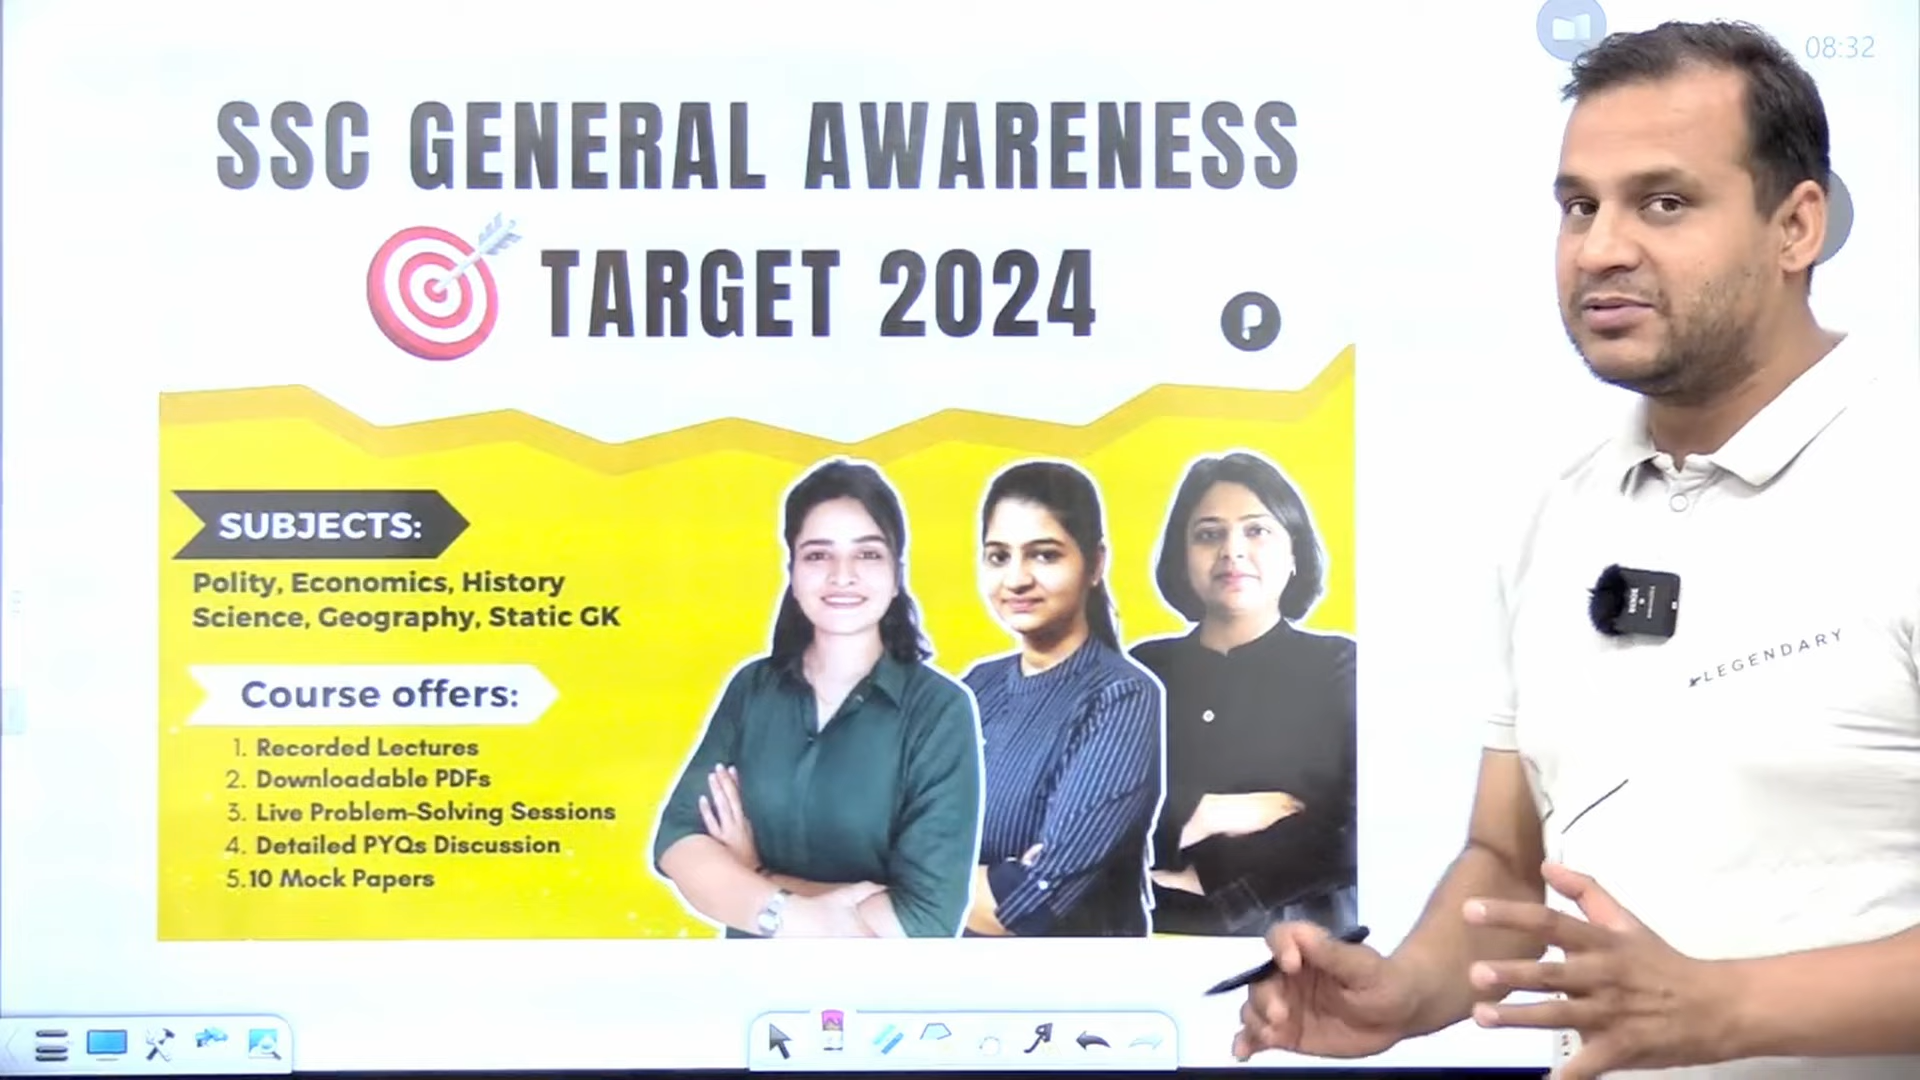 08:32
SSC GENERAL AWARENESS
TARGET 2024
SUBJECTS:
Polity, Economics, History
Science, Geography, Static GK
Course offers:
1. Recorded Lectures
2. Downloadable PDFs
3. Live Problem-Solving Sessions
4. Detailed PYQs Discussion
5.10 Mock Papers
LEGENDARY